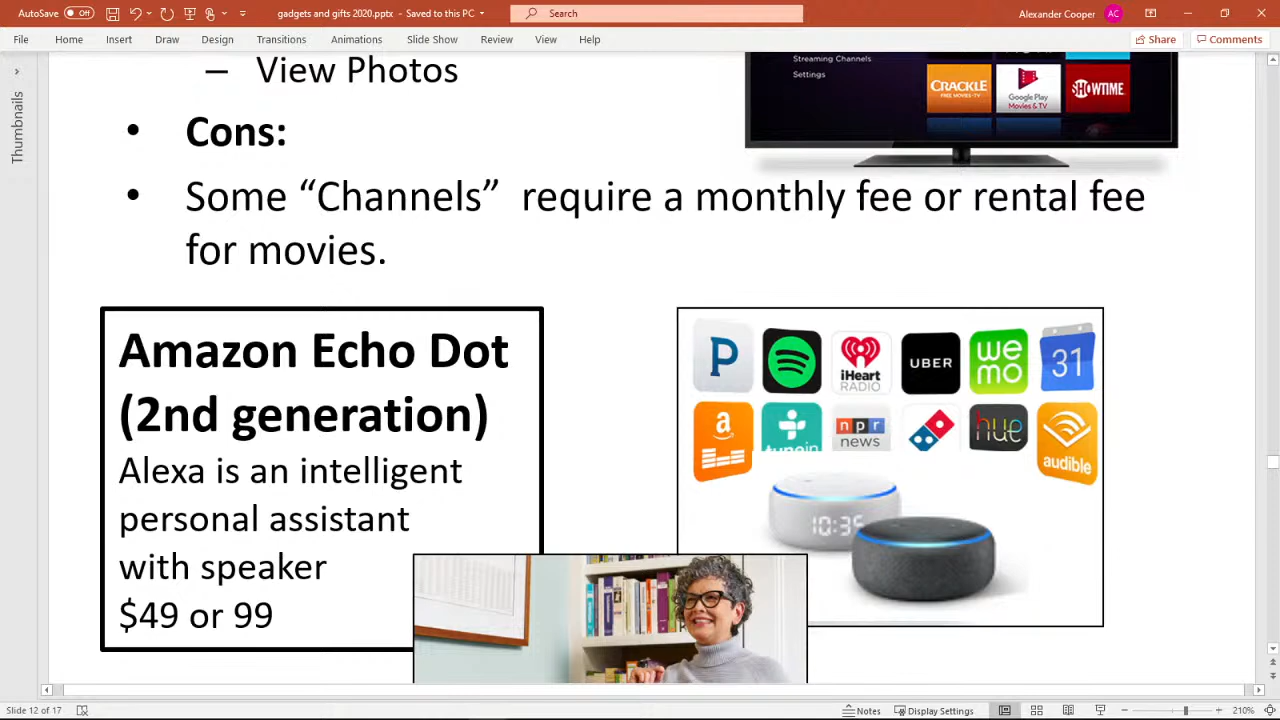 AutoSave Off
gadgets and gifts 2020.pptx - Saved to this PC
Search
Alexander Cooper AC
File Home Insert Draw Design Transitions Animations Slide Show Review View Help
Share Comments
Thumbnails
– View Photos
• Cons:
• Some “Channels” require a monthly fee or rental fee
for movies.
Streaming Channels
Settings
CRACKLE
Google Play
Movies & TV
SHOWTIME
Amazon Echo Dot
(2nd generation)
Alexa is an intelligent
personal assistant
with speaker
$49 or 99
P
iHeart
RADIO
UBER
we
mo
31
a
tunein
npr
news
hue
audible
10:35
Slide 12 of 17
Notes Display Settings 210%